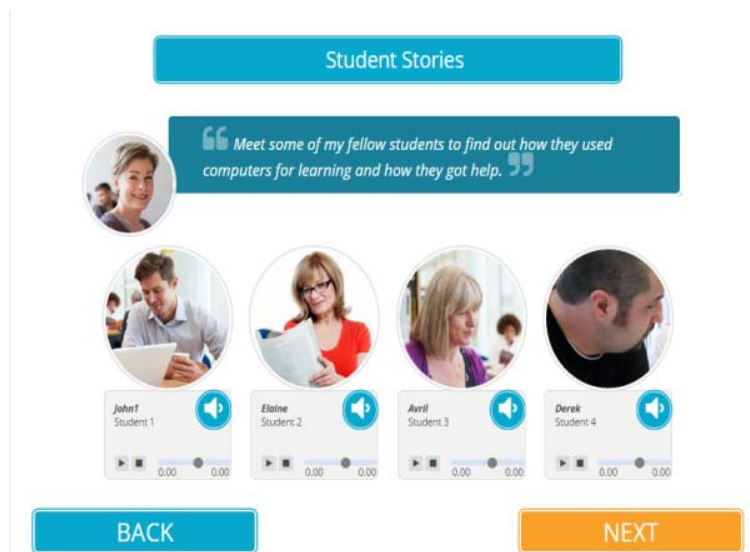 Student Stories
“ Meet some of my fellow students to find out how they used
computers for learning and how they got help. ”
John1
Student 1
0.00 0.00
Elaine
Student 2
0.00 0.00
Avril
Student 3
0.00 0.00
Derek
Student 4
0.00 0.00
BACK
NEXT